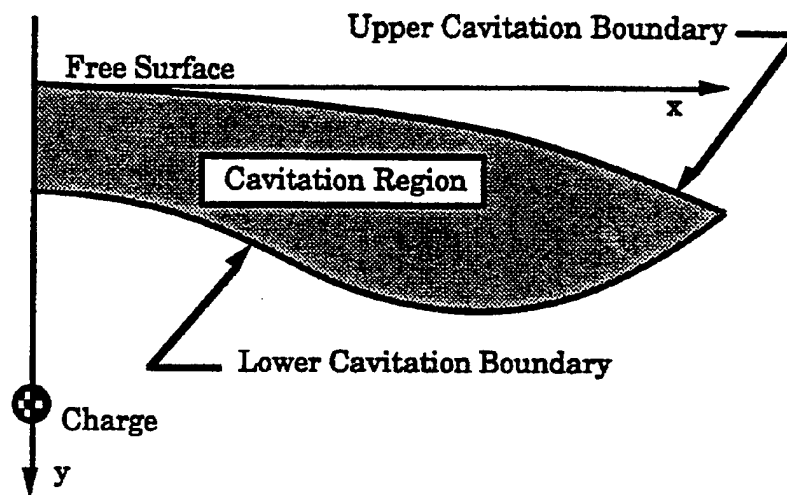 Upper Cavitation Boundary
Free Surface
x
Cavitation Region
Lower Cavitation Boundary
Charge
y